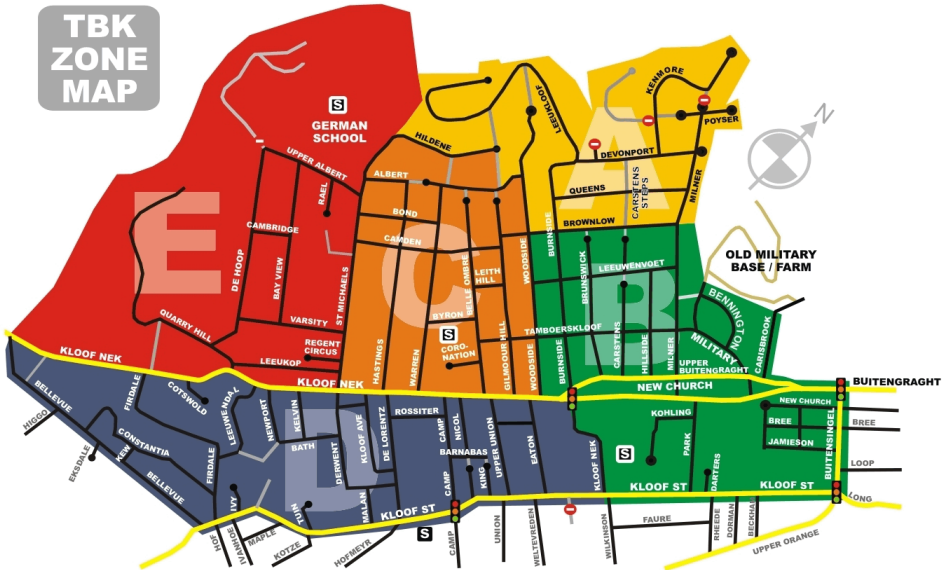 TBK
ZONE
MAP
S
GERMAN
SCHOOL
N
E
C
A
B
D
KENMORE
POYSER
LEEUKLOOF
HILDENE
DEVONPORT
QUEENS
CARSTENS
STEPS
MILNER
BROWNLOW
BURNSIDE
UPPER ALBERT
RAEL
ALBERT
BOND
CAMDEN
CAMBRIDGE
DE HOOP
BAY VIEW
ST MICHAELS
VARSITY
QUARRY HILL
REGENT
CIRCUS
LEEUKOP
HASTINGS
WARREN
BELLE OMBRE
LEITH
HILL
BYRON
S
CORO-
NATION
GILMOUR HILL
WOODSIDE
WOODSIDE
TAMBOERSKLOOF
BURNSIDE
BRUNSWICK
LEEUWENVOET
CARSTENS
HILLSIDE
MILNER
UPPER
BUITENGRAGHT
MILITARY
BENNINGTON
CARISBROOK
OLD MILITARY
BASE / FARM
KLOOF NEK
KLOOF NEK
NEW CHURCH
BUITENGRAGHT
NEW CHURCH
BREE
BREE
JAMIESON
BUITENSINGEL
LOOP
LONG
KOHLING
PARK
DARTERS
S
KLOOF NEK
KLOOF ST
KLOOF ST
KLOOF ST
BELLEVUE
HIGGO
FIRDALE
COTSWOLD
LEEUWENDAL
NEWPORT
KELVIN
BATH
DERWENT
KLOOF AVE
DE LORENTZ
ROSSITER
CAMP
NICOL
BARNABAS
CAMP
KING
UPPER UNION
EATON
CONSTANTIA
KEW
EKSDALE
BELLEVUE
FIRDALE
IVY
TUIN
MALAN
HOF
IVANHOE
MAPLE
KOTZE
HOFMEYR
S
CAMP
UNION
WELTEVREDEN
WILKINSON
FAURE
RHEEDE
DORMAN
BECKHAM
UPPER ORANGE